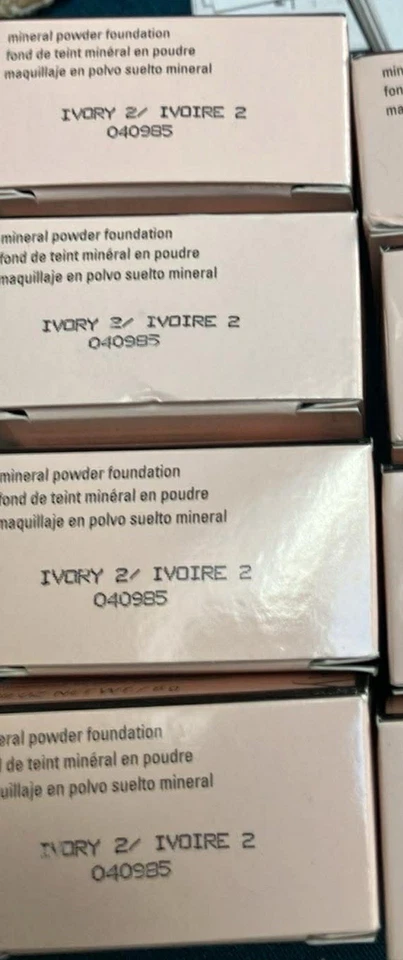 mineral powder foundation
fond de teint minéral en poudre
maquillaje en polvo suelto mineral
IVORY 2/ IVOIRE 2
040985
min
fon
ma
mineral powder foundation
fond de teint minéral en poudre
maquillaje en polvo suelto mineral
IVORY 2/ IVOIRE 2
040985
mineral powder foundation
fond de teint minéral en poudre
maquillaje en polvo suelto mineral
IVORY 2/ IVOIRE 2
040985
eral powder foundation
de teint minéral en poudre
uillaje en polvo suelto mineral
IVORY 2/ IVOIRE 2
040985